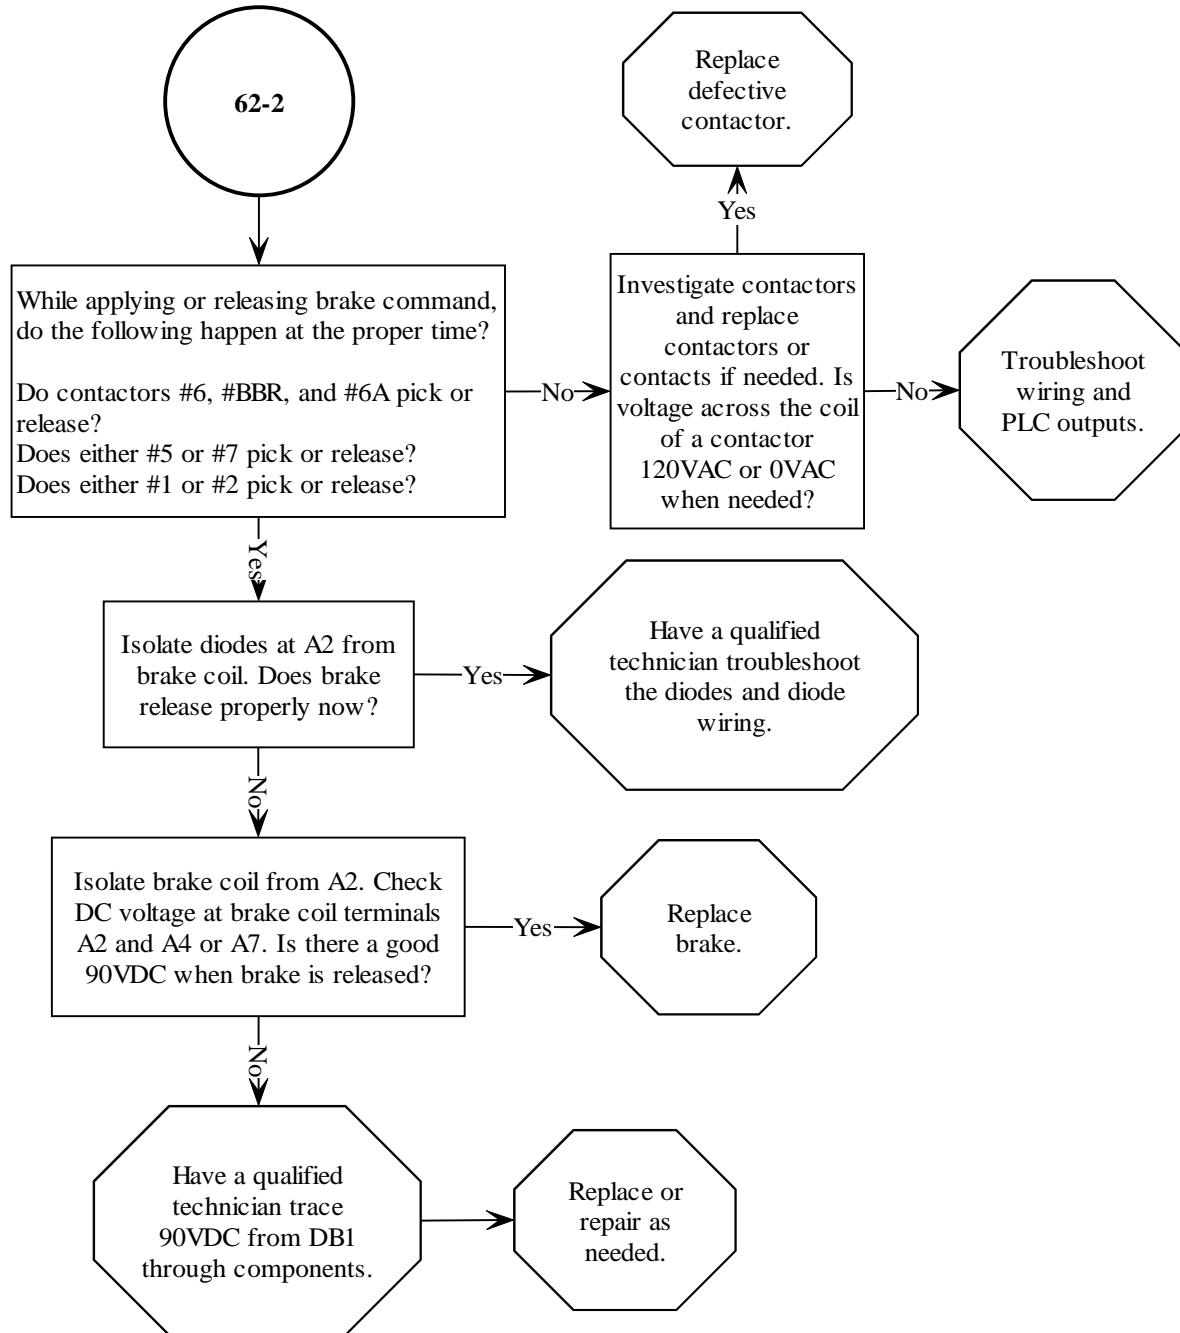 62-2
Replace
defective
contactor.
Yes
While applying or releasing brake command,
do the following happen at the proper time?
Do contactors #6, #BBR, and #6A pick or
release?
Does either #5 or #7 pick or release?
Does either #1 or #2 pick or release?
No
Investigate contactors
and replace
contactors or
contacts if needed. Is
voltage across the coil
of a contactor
120VAC or 0VAC
when needed?
No
Troubleshoot
wiring and
PLC outputs.
Yes
Isolate diodes at A2 from
brake coil. Does brake
release properly now?
Yes
Have a qualified
technician troubleshoot
the diodes and diode
wiring.
No
Isolate brake coil from A2. Check
DC voltage at brake coil terminals
A2 and A4 or A7. Is there a good
90VDC when brake is released?
Yes
Replace
brake.
No
Have a qualified
technician trace
90VDC from DB1
through components.
Replace or
repair as
needed.